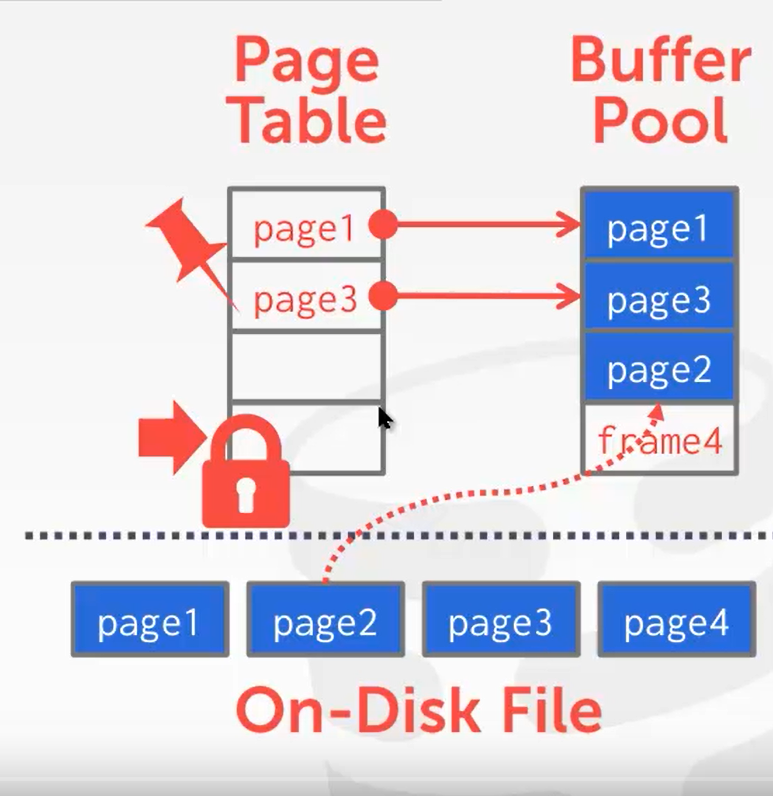 Page
Table
Buffer
Pool
page1
page3
page1
page3
page2
frame4
page1
page2
page3
page4
On-Disk File